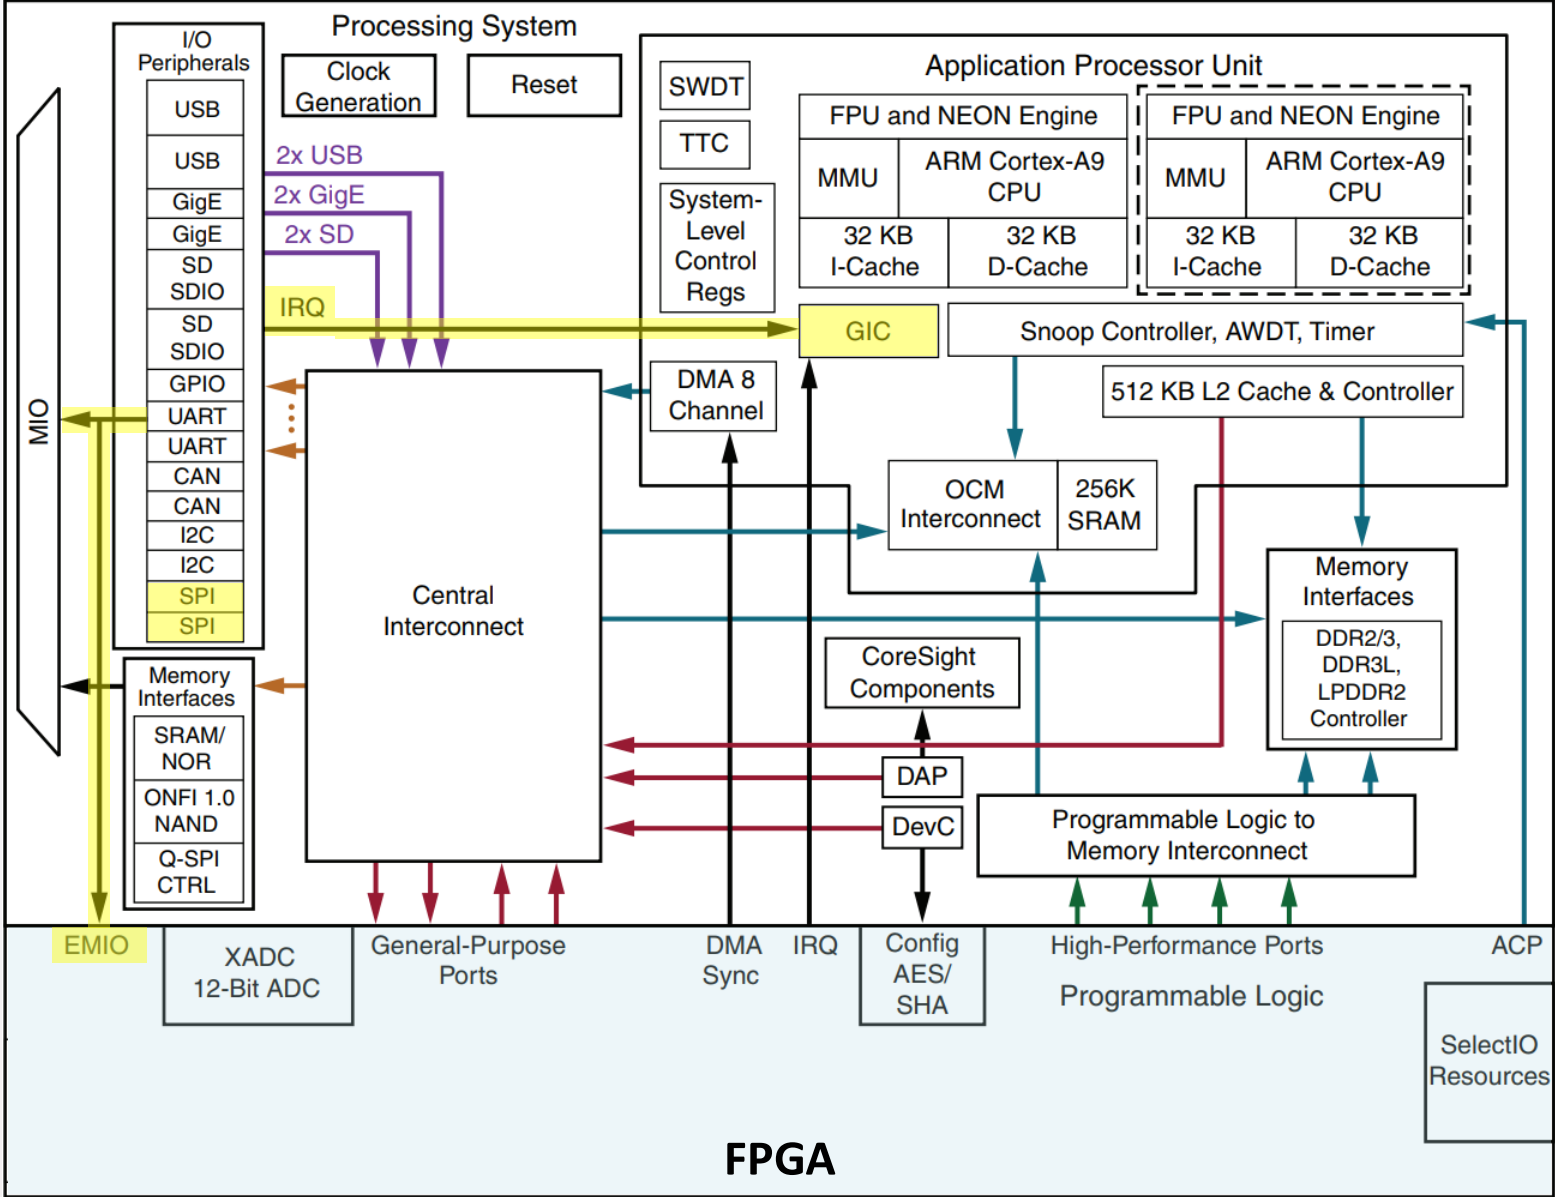 Processing System
I/O
Peripherals
USB
USB
GigE
GigE
SD
SDIO
SD
SDIO
GPIO
UART
UART
CAN
CAN
I2C
I2C
SPI
SPI
MIO
Clock
Generation
Reset
2x USB
2x GigE
2x SD
IRQ
Application Processor Unit
SWDT
TTC
System-
Level
Control
Regs
FPU and NEON Engine
MMU
ARM Cortex-A9
CPU
32 KB
I-Cache
32 KB
D-Cache
FPU and NEON Engine
MMU
ARM Cortex-A9
CPU
32 KB
I-Cache
32 KB
D-Cache
GIC
Snoop Controller, AWDT, Timer
DMA 8
Channel
512 KB L2 Cache & Controller
OCM
Interconnect
256K
SRAM
Central
Interconnect
Memory
Interfaces
DDR2/3,
DDR3L,
LPDDR2
Controller
CoreSight
Components
DAP
DevC
Programmable Logic to
Memory Interconnect
Memory
Interfaces
SRAM/
NOR
ONFI 1.0
NAND
Q-SPI
CTRL
EMIO
XADC
12-Bit ADC
General-Purpose
Ports
DMA
Sync
IRQ
Config
AES/
SHA
High-Performance Ports
ACP
Programmable Logic
SelectIO
Resources
FPGA